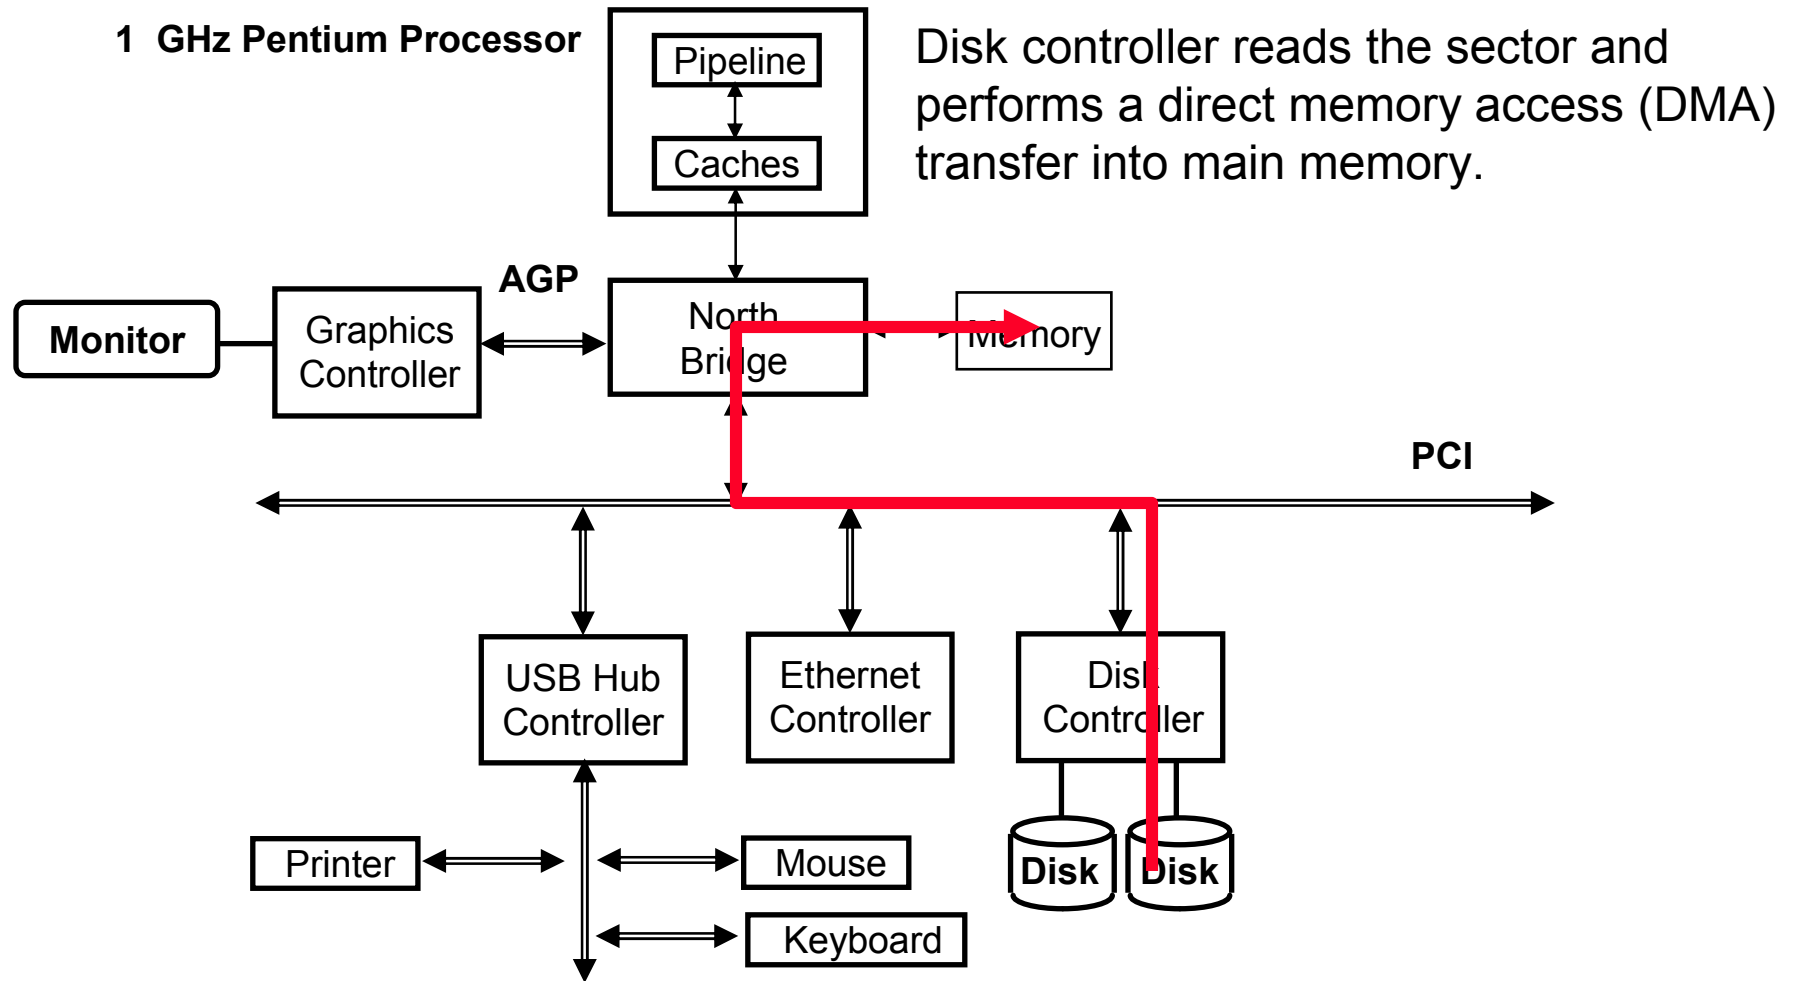 1 GHz Pentium Processor
Pipeline
Caches
Disk controller reads the sector and
performs a direct memory access (DMA)
transfer into main memory.
AGP
Monitor
Graphics
Controller
North
Bridge
Memory
PCI
USB Hub
Controller
Ethernet
Controller
Disk
Controller
Printer
Mouse
Disk
Disk
Keyboard